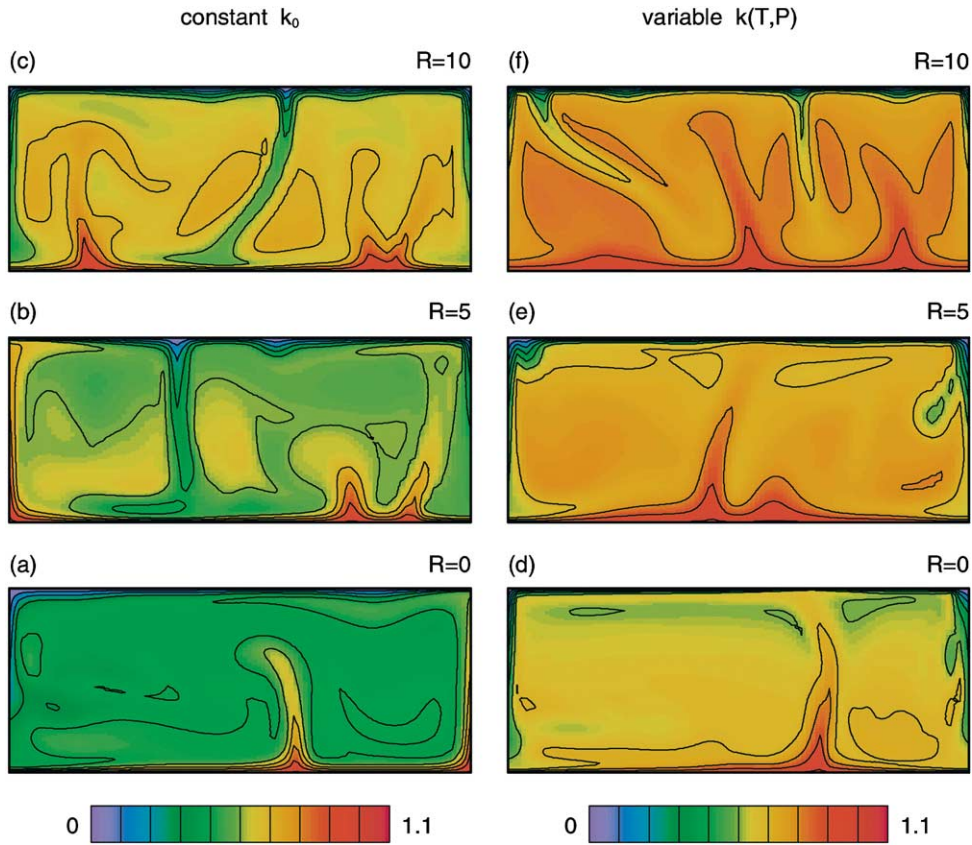 constant k₀
variable k(T,P)
(c) R=10
(f) R=10
(b) R=5
(e) R=5
(a) R=0
(d) R=0
0 1.1
0 1.1